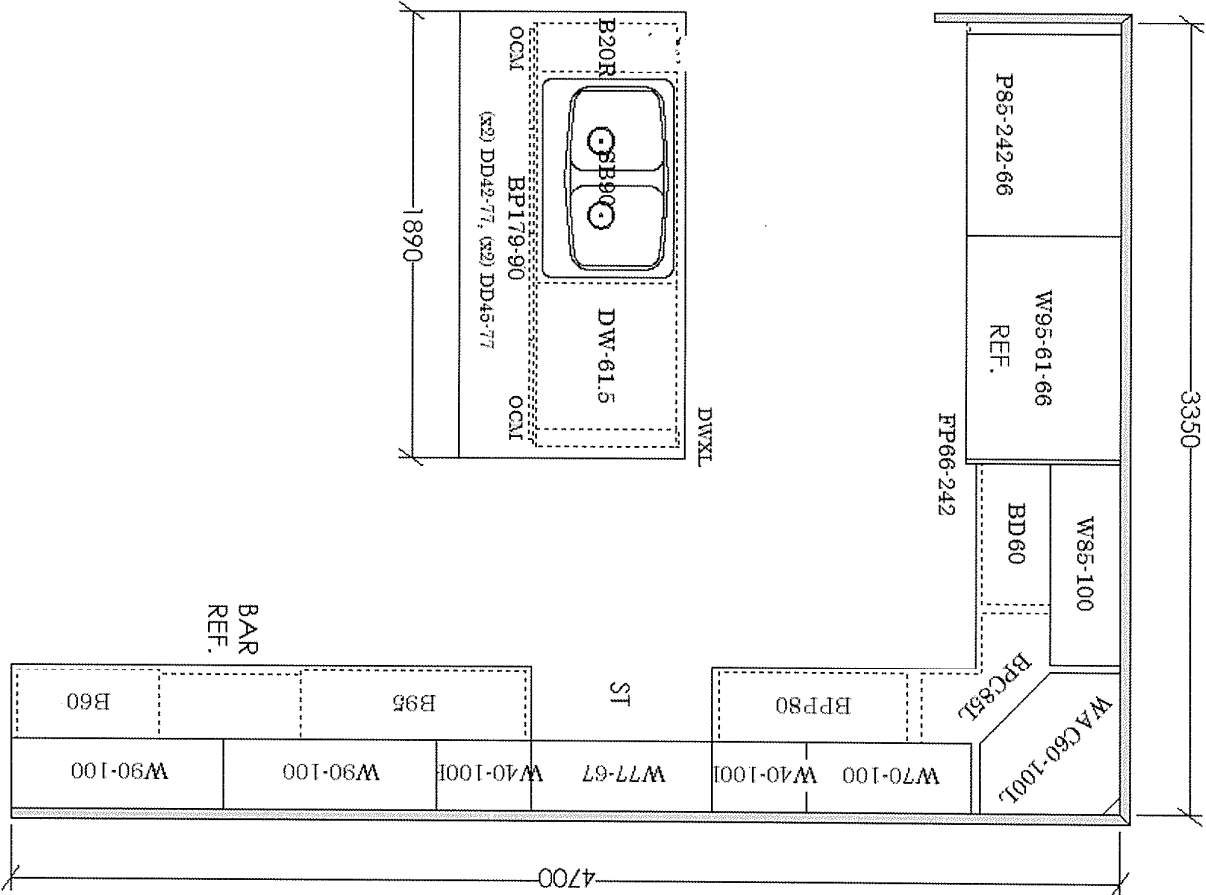 3350
P85-242-66
W95-61-66
REF.
W85-100
WAC60-100L
BD60
BPC85L
FP66-242
W70-100
BPP80
W40-100
W77-67
ST
W40-100
W90-100
B95
BAR
REF.
W90-100
B60
4700
DWXL
B20R
SB90
DW-61.5
OCM
BP179-90
OCM
(x2) DD42-77, (x2) DD45-77
1890